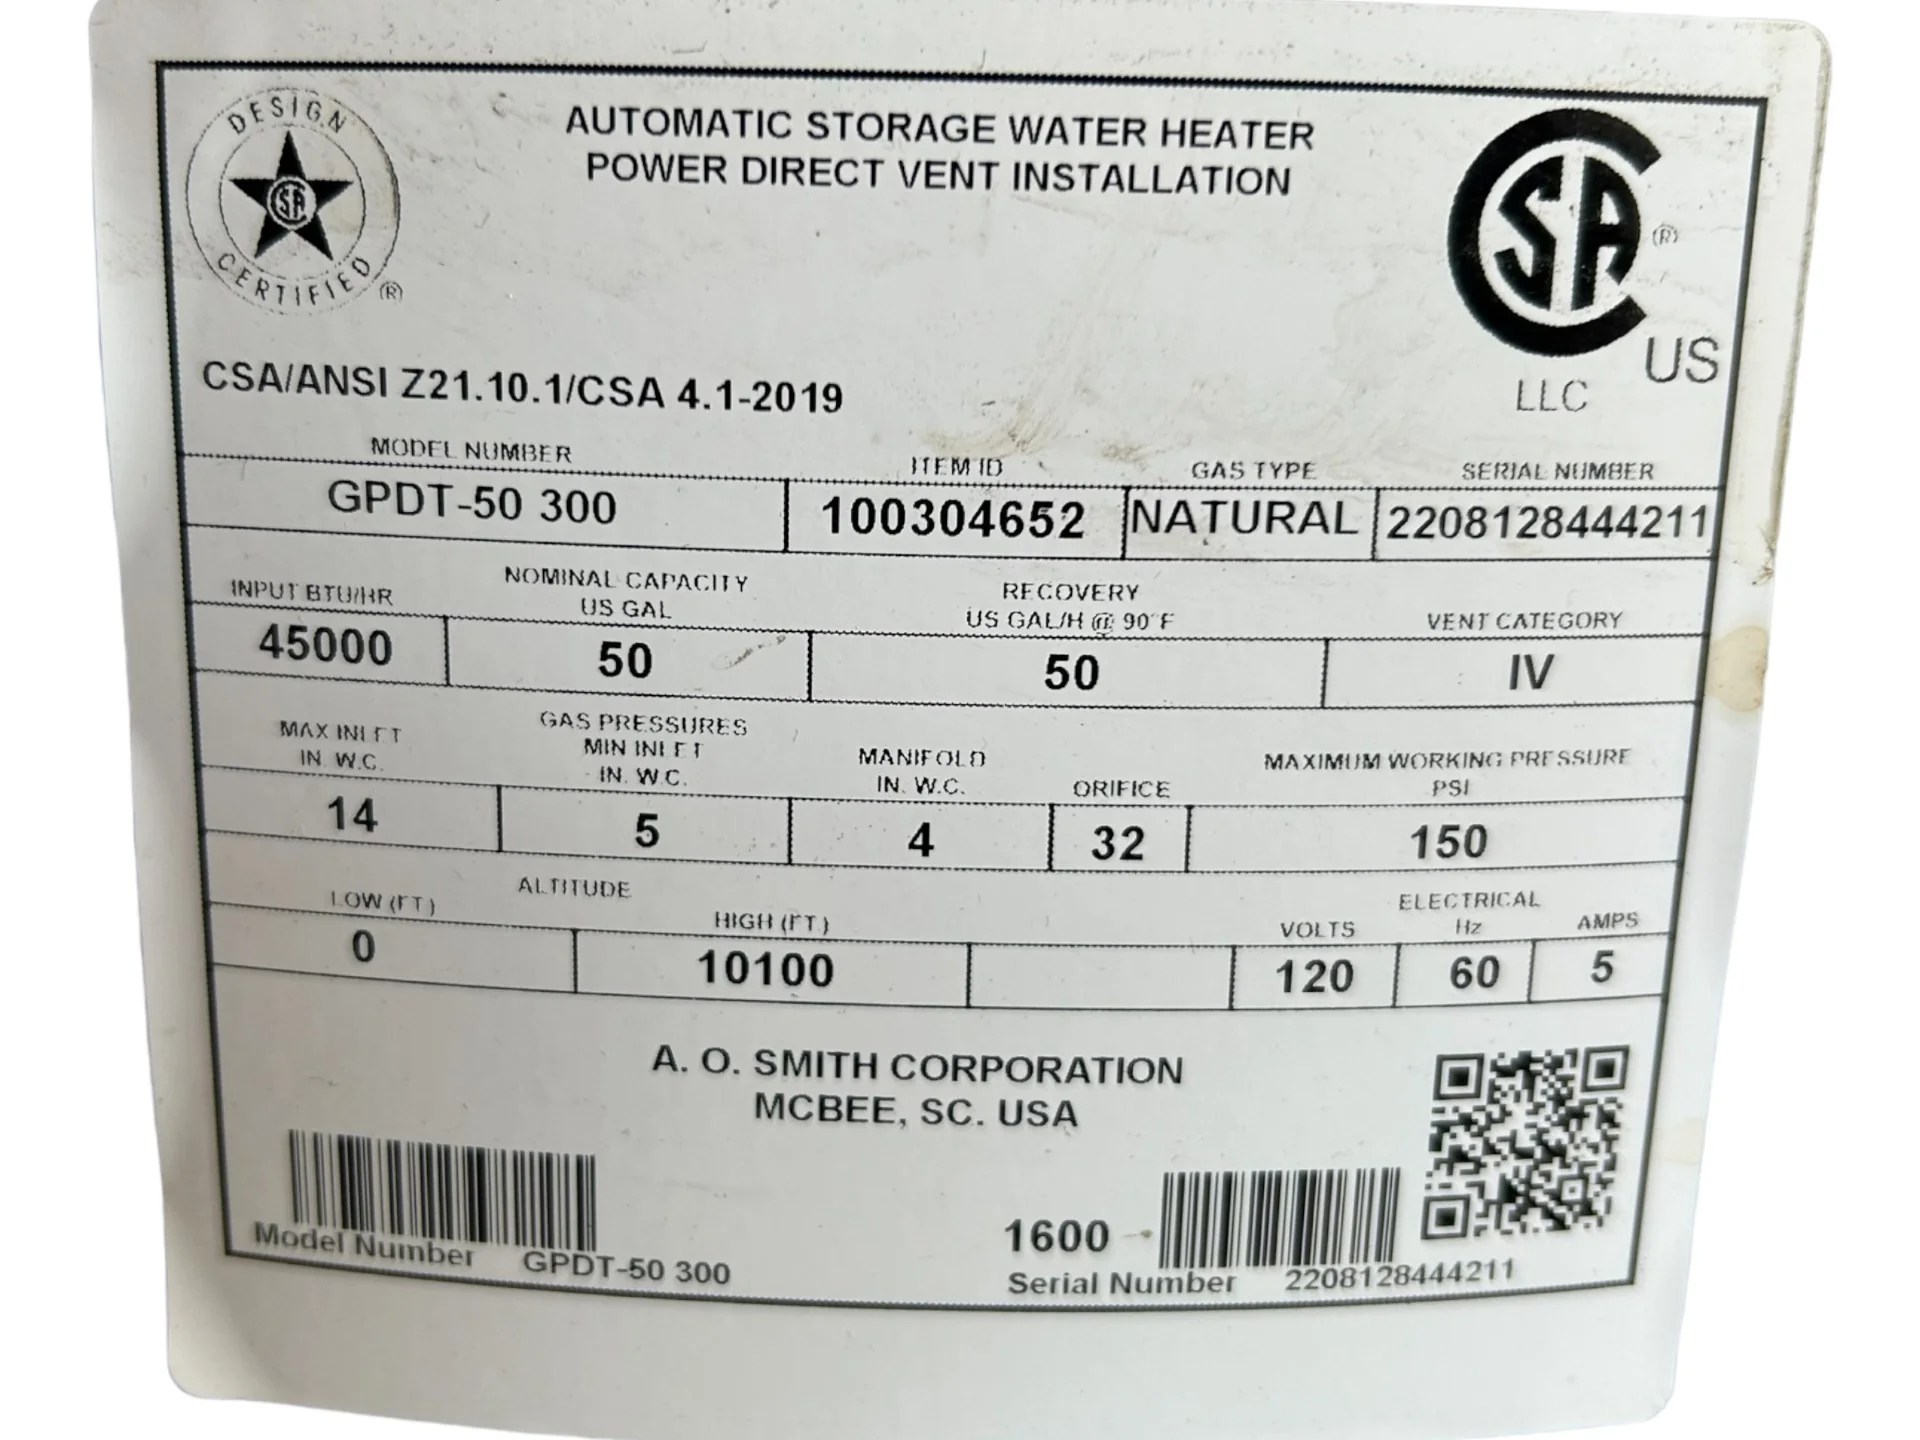 DESIGN
CSA
CERTIFIED ®
AUTOMATIC STORAGE WATER HEATER
POWER DIRECT VENT INSTALLATION
CSA ®
US
LLC
CSA/ANSI Z21.10.1/CSA 4.1-2019
MODEL NUMBER ITEM ID GAS TYPE SERIAL NUMBER
GPDT-50 300 100304652 NATURAL 2208128444211
INPUT BTU/HR NOMINAL CAPACITY US GAL RECOVERY US GAL/H @ 90°F VENT CATEGORY
45000 50 50 IV
GAS PRESSURES
MAX INLET IN. W.C. MIN INLET IN. W.C. MANIFOLD IN. W.C. ORIFICE MAXIMUM WORKING PRESSURE PSI
14 5 4 32 150
ALTITUDE ELECTRICAL
LOW (FT) HIGH (FT.) VOLTS Hz AMPS
0 10100 120 60 5
A. O. SMITH CORPORATION
MCBEE, SC. USA
1600
Model Number GPDT-50 300 Serial Number 2208128444211